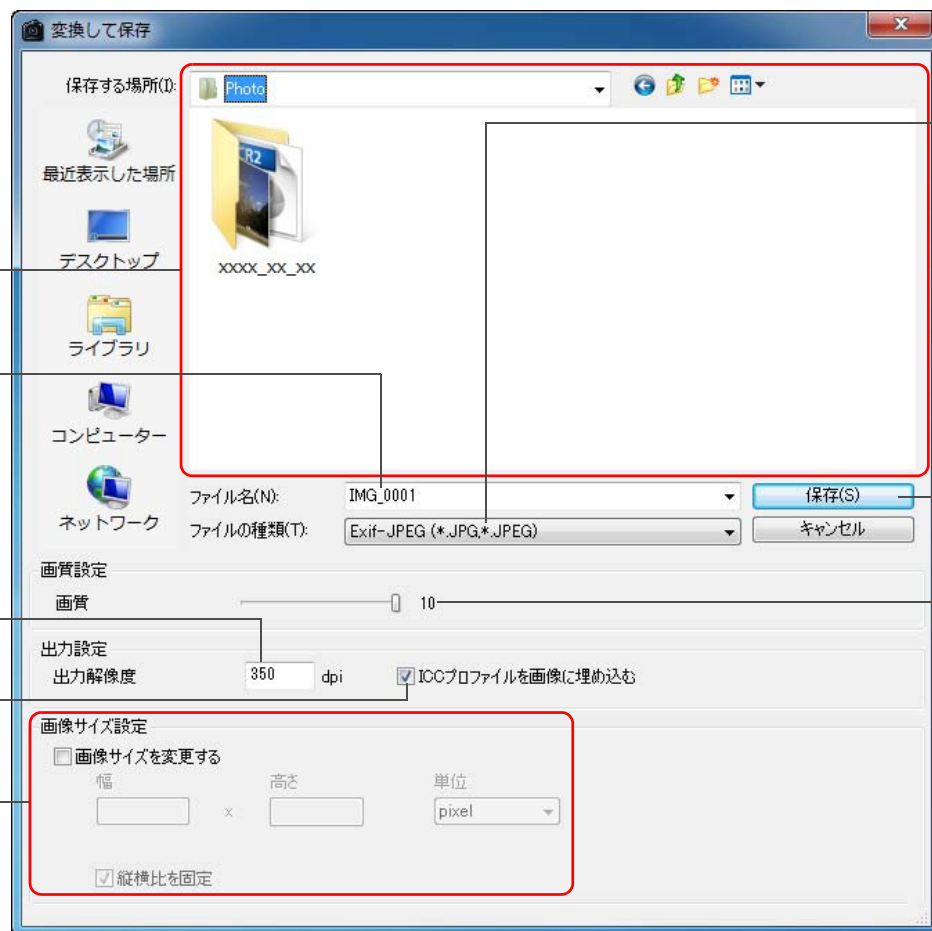 変換して保存
保存する場所(I):
Photo
最近表示した場所
デスクトップ
ライブラリ
コンピューター
ネットワーク
CR2
xxxx_xx_xx
ファイル名(N):
IMG_0001
保存(S)
ファイルの種類(T):
Exif-JPEG (*.JPG,*.JPEG)
キャンセル
画質設定
画質
10
出力設定
出力解像度
350
dpi
ICCプロファイルを画像に埋め込む
画像サイズ設定
画像サイズを変更する
幅
高さ
単位
x
pixel
縦横比を固定